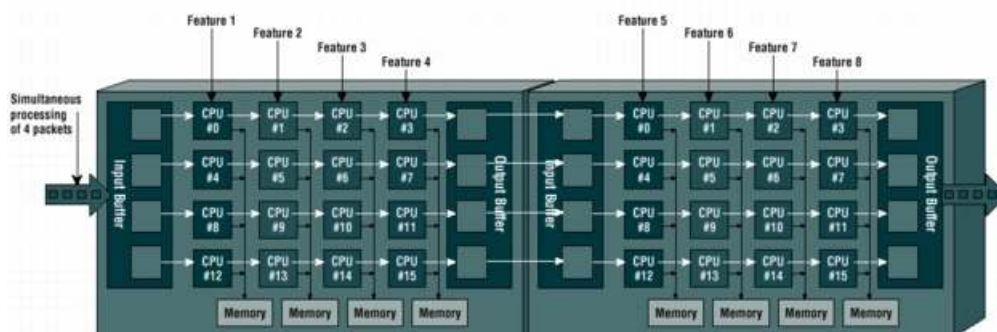 Feature 1
Feature 2
Feature 3
Feature 4
Feature 5
Feature 6
Feature 7
Feature 8
Simultaneous
processing
of 4 packets
Input Buffer
CPU
#0
CPU
#1
CPU
#2
CPU
#3
CPU
#4
CPU
#5
CPU
#6
CPU
#7
CPU
#8
CPU
#9
CPU
#10
CPU
#11
CPU
#12
CPU
#13
CPU
#14
CPU
#15
Output Buffer
Memory
Memory
Memory
Memory
Input Buffer
CPU
#0
CPU
#1
CPU
#2
CPU
#3
CPU
#4
CPU
#5
CPU
#6
CPU
#7
CPU
#8
CPU
#9
CPU
#10
CPU
#11
CPU
#12
CPU
#13
CPU
#14
CPU
#15
Output Buffer
Memory
Memory
Memory
Memory